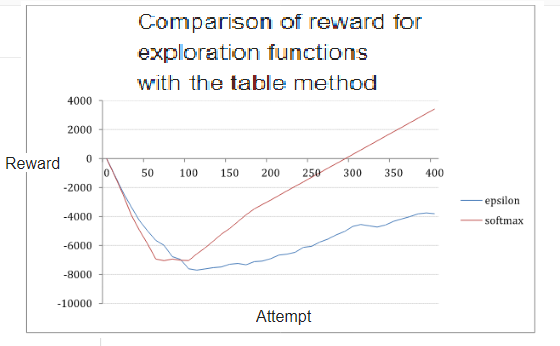 Comparison of reward for
exploration functions
with the table method
4000
2000
0
-2000
-4000
-6000
-8000
-10000
Reward
0 50 100 150 200 250 300 350 400
epsilon
softmax
Attempt